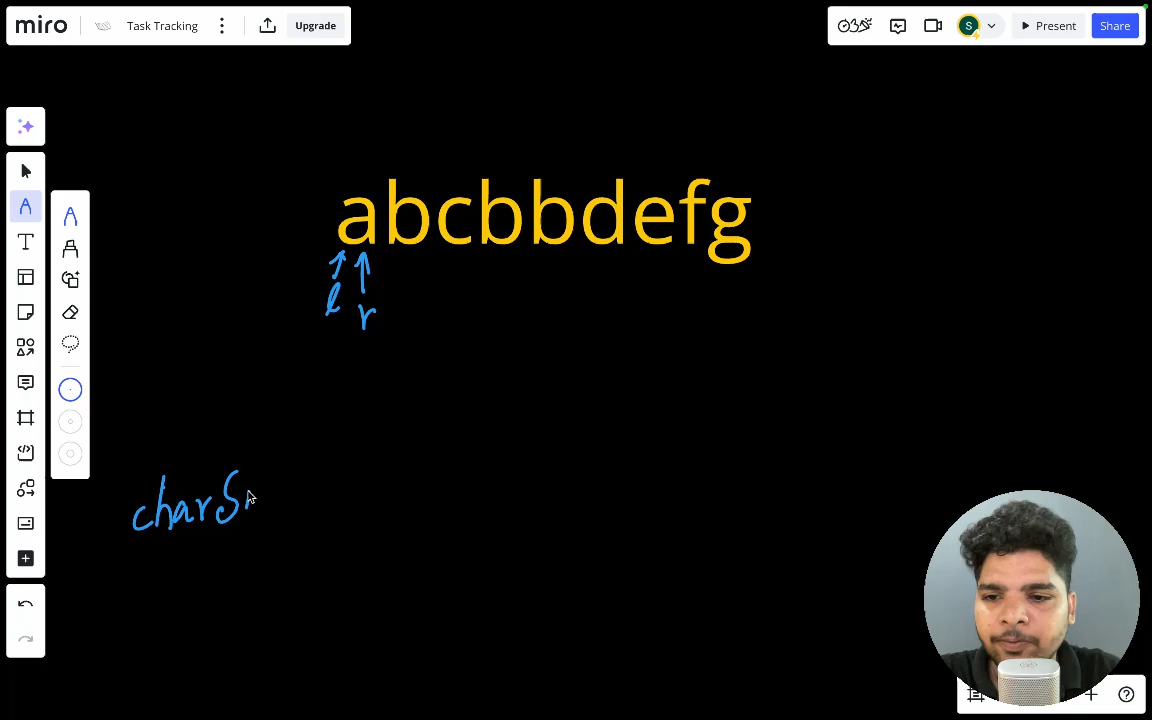 miro Task Tracking Upgrade S Present Share
abcbbdefg
l r
charS